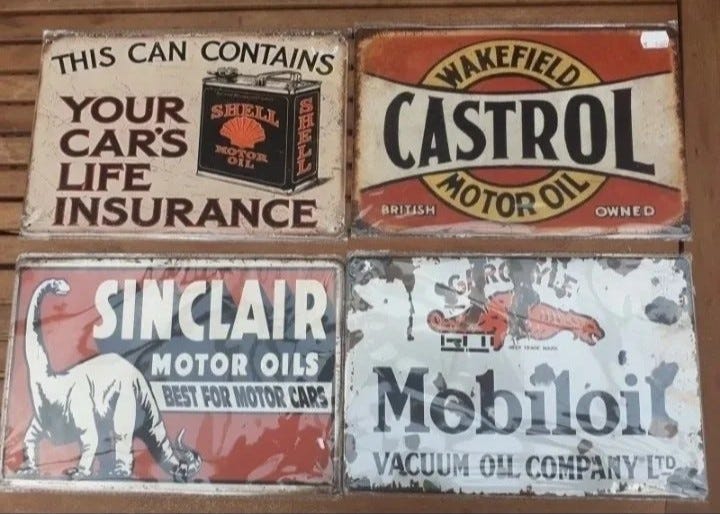 THIS CAN CONTAINS
YOUR
CAR'S
LIFE
INSURANCE
SHELL
MOTOR
OIL
SHELL
WAKEFIELD
CASTROL
MOTOR OIL
BRITISH
OWNED
SINCLAIR
MOTOR OILS
BEST FOR MOTOR CARS
GARGOYLE
Mobiloil
VACUUM OIL COMPANY LTD